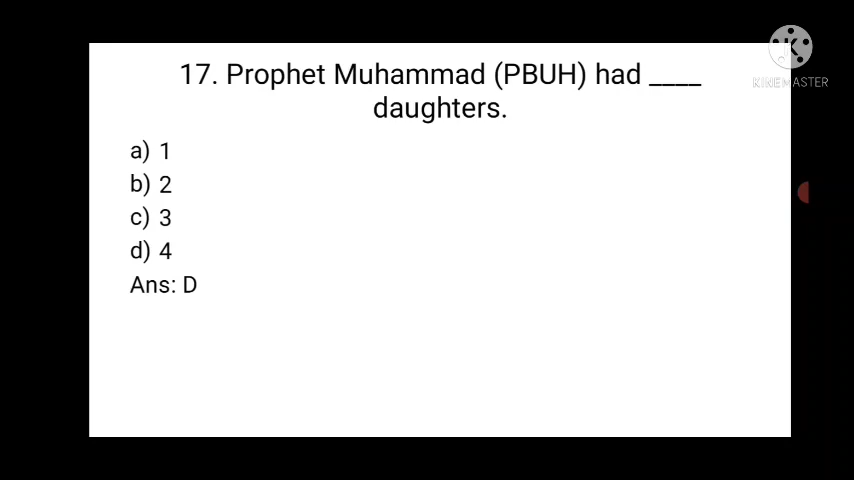 17. Prophet Muhammad (PBUH) had ____
daughters.
a) 1
b) 2
c) 3
d) 4
Ans: D
K
KINEMASTER